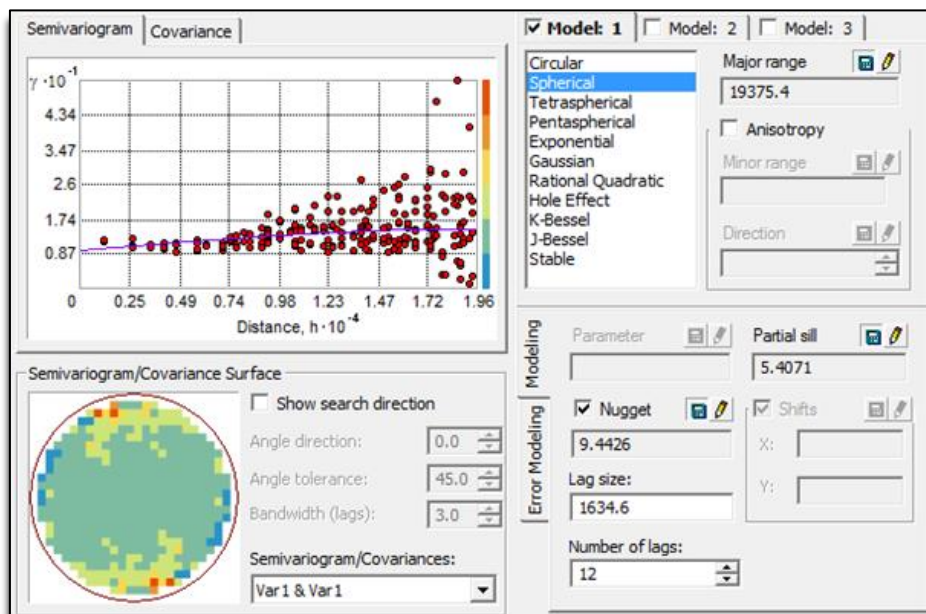 Semivariogram Covariance
γ·10⁻¹
4.34
3.47
2.6
1.74
0.87
0 0.25 0.49 0.74 0.98 1.23 1.47 1.72 1.96
Distance, h·10⁻⁴
Semivariogram/Covariance Surface
Show search direction
Angle direction: 0.0
Angle tolerance: 45.0
Bandwidth (lags): 3.0
Semivariogram/Covariances:
Var1 & Var1
Model: 1 Model: 2 Model: 3
Circular
Spherical
Tetraspherical
Pentaspherical
Exponential
Gaussian
Rational Quadratic
Hole Effect
K-Bessel
J-Bessel
Stable
Major range
19375.4
Anisotropy
Minor range
Direction
Modeling
Error Modeling
Parameter
Partial sill
5.4071
Nugget
9.4426
Shifts
X:
Y:
Lag size:
1634.6
Number of lags:
12